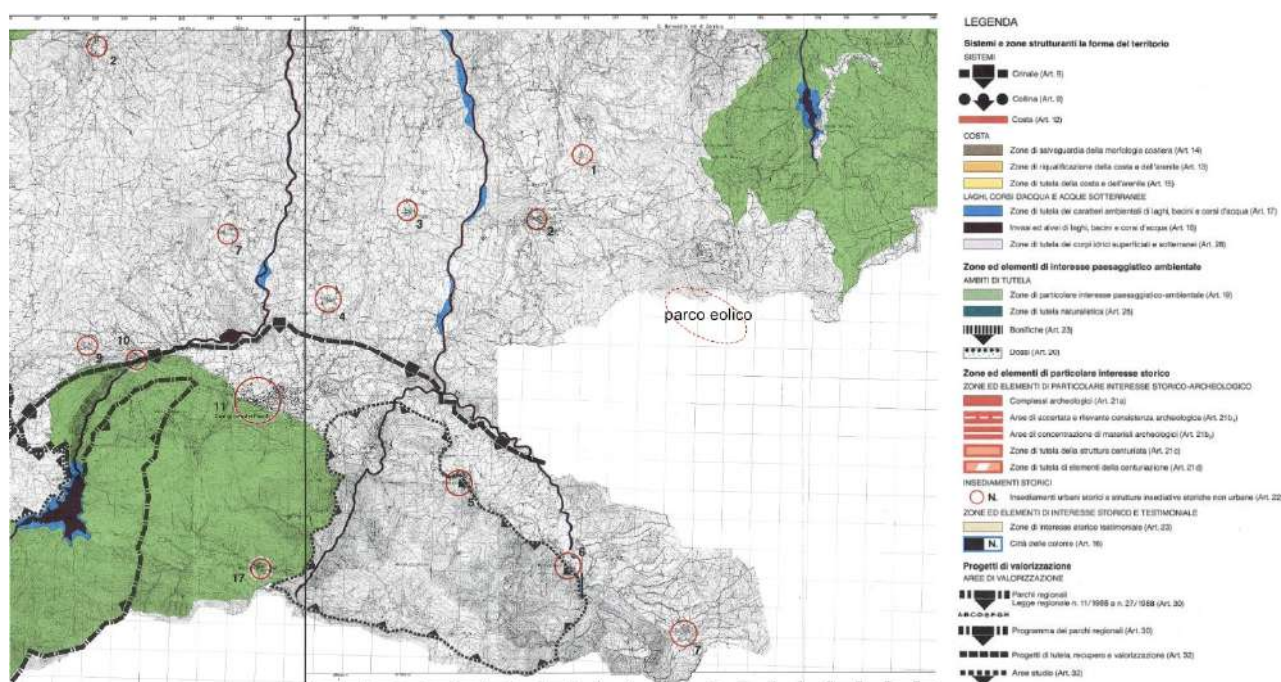 2
1
3
2
7
4
parco eolico
10
9
11
5
6
17
7
LEGENDA
Sistemi e zone strutturanti la forma del territorio
SISTEMI
Crinale (Art. 9)
Collina (Art. 9)
Costa (Art. 12)
COSTA
Zone di salvaguardia della morfologia costiera (Art. 14)
Zone di riqualificazione della costa e dell'arenile (Art. 13)
Zone di tutela della costa e dell'arenile (Art. 15)
LAGHI, CORSI D'ACQUA E ACQUE SOTTERRANEE
Zone di tutela dei caratteri ambientali di laghi, bacini e corsi d'acqua (Art. 17)
Invasi ed alvei di laghi, bacini e corsi d'acqua (Art. 18)
Zone di tutela dei corpi idrici superficiali e sotterranei (Art. 28)
Zone ed elementi di interesse paesaggistico ambientale
AMBITI DI TUTELA
Zone di particolare interesse paesaggistico-ambientale (Art. 19)
Zone di tutela naturalistica (Art. 25)
Bonifiche (Art. 23)
Dossi (Art. 20)
Zone ed elementi di particolare interesse storico
ZONE ED ELEMENTI DI PARTICOLARE INTERESSE STORICO-ARCHEOLOGICO
Complessi archeologici (Art. 21a)
Aree di accertata e rilevante consistenza archeologica (Art. 21b₁)
Aree di concentrazione di materiali archeologici (Art. 21b₂)
Zone di tutela della struttura centuriata (Art. 21c)
Zone di tutela di elementi della centuriazione (Art. 21d)
INSEDIAMENTI STORICI
N. Insediamenti urbani storici e strutture insediative storiche non urbane (Art. 22)
ZONE ED ELEMENTI DI INTERESSE STORICO E TESTIMONIALE
Zone di interesse storico testimoniale (Art. 23)
N. Città delle colonie (Art. 16)
Progetti di valorizzazione
AREE DI VALORIZZAZIONE
Parchi regionali
Legge regionale n. 11/1988 e n. 27/1988 (Art. 30)
Programma dei parchi regionali (Art. 30)
Progetti di tutela, recupero e valorizzazione (Art. 32)
Aree studio (Art. 32)